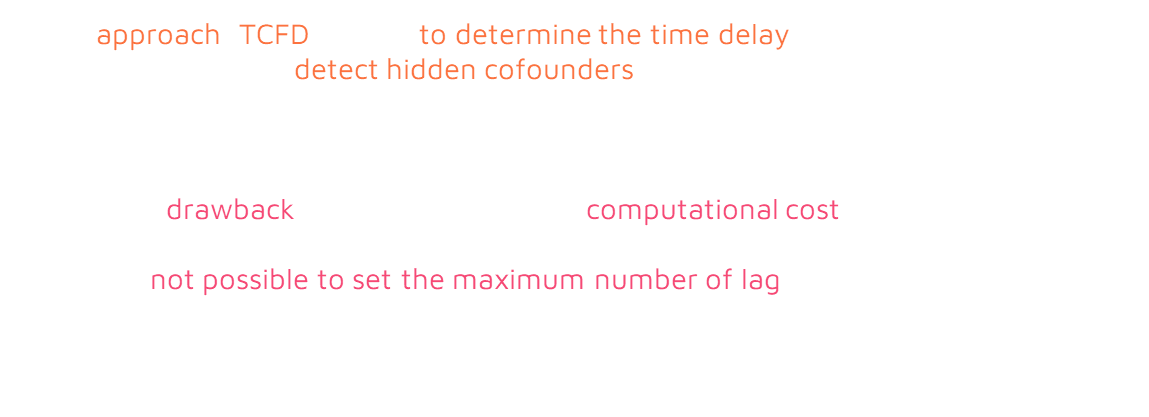 approach TCFD to determine the time delay
detect hidden cofounders
drawback computational cost
not possible to set the maximum number of lag